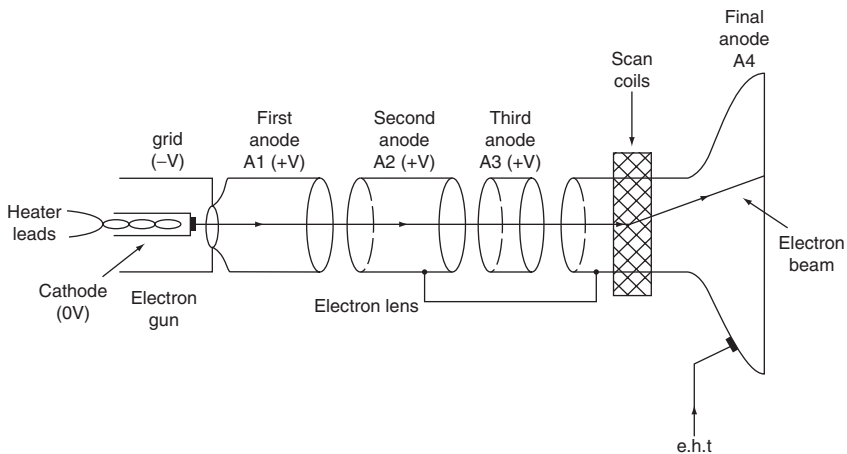 Final
anode
A4
Scan
coils
First
anode
A1 (+V)
Second
anode
A2 (+V)
Third
anode
A3 (+V)
grid
(–V)
Heater
leads
Cathode
(0V)
Electron
gun
Electron lens
Electron
beam
e.h.t